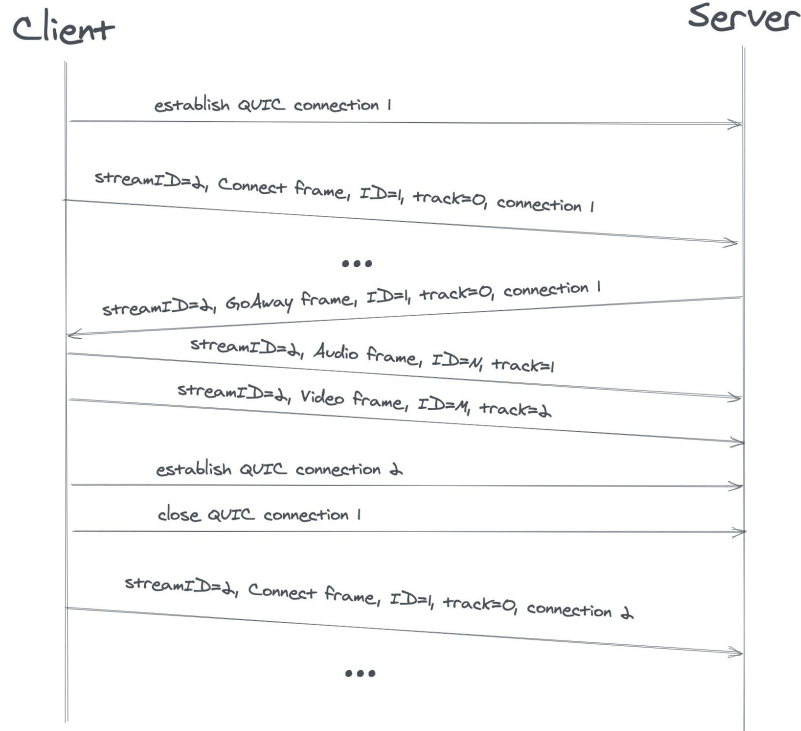 Client
Server
establish QUIC connection 1
streamID=2, Connect frame, ID=1, track=0, connection 1
...
streamID=2, GoAway frame, ID=1, track=0, connection 1
streamID=2, Audio frame, ID=N, track=1
streamID=2, Video frame, ID=M, track=2
establish QUIC connection 2
close QUIC connection 1
streamID=2, Connect frame, ID=1, track=0, connection 2
...